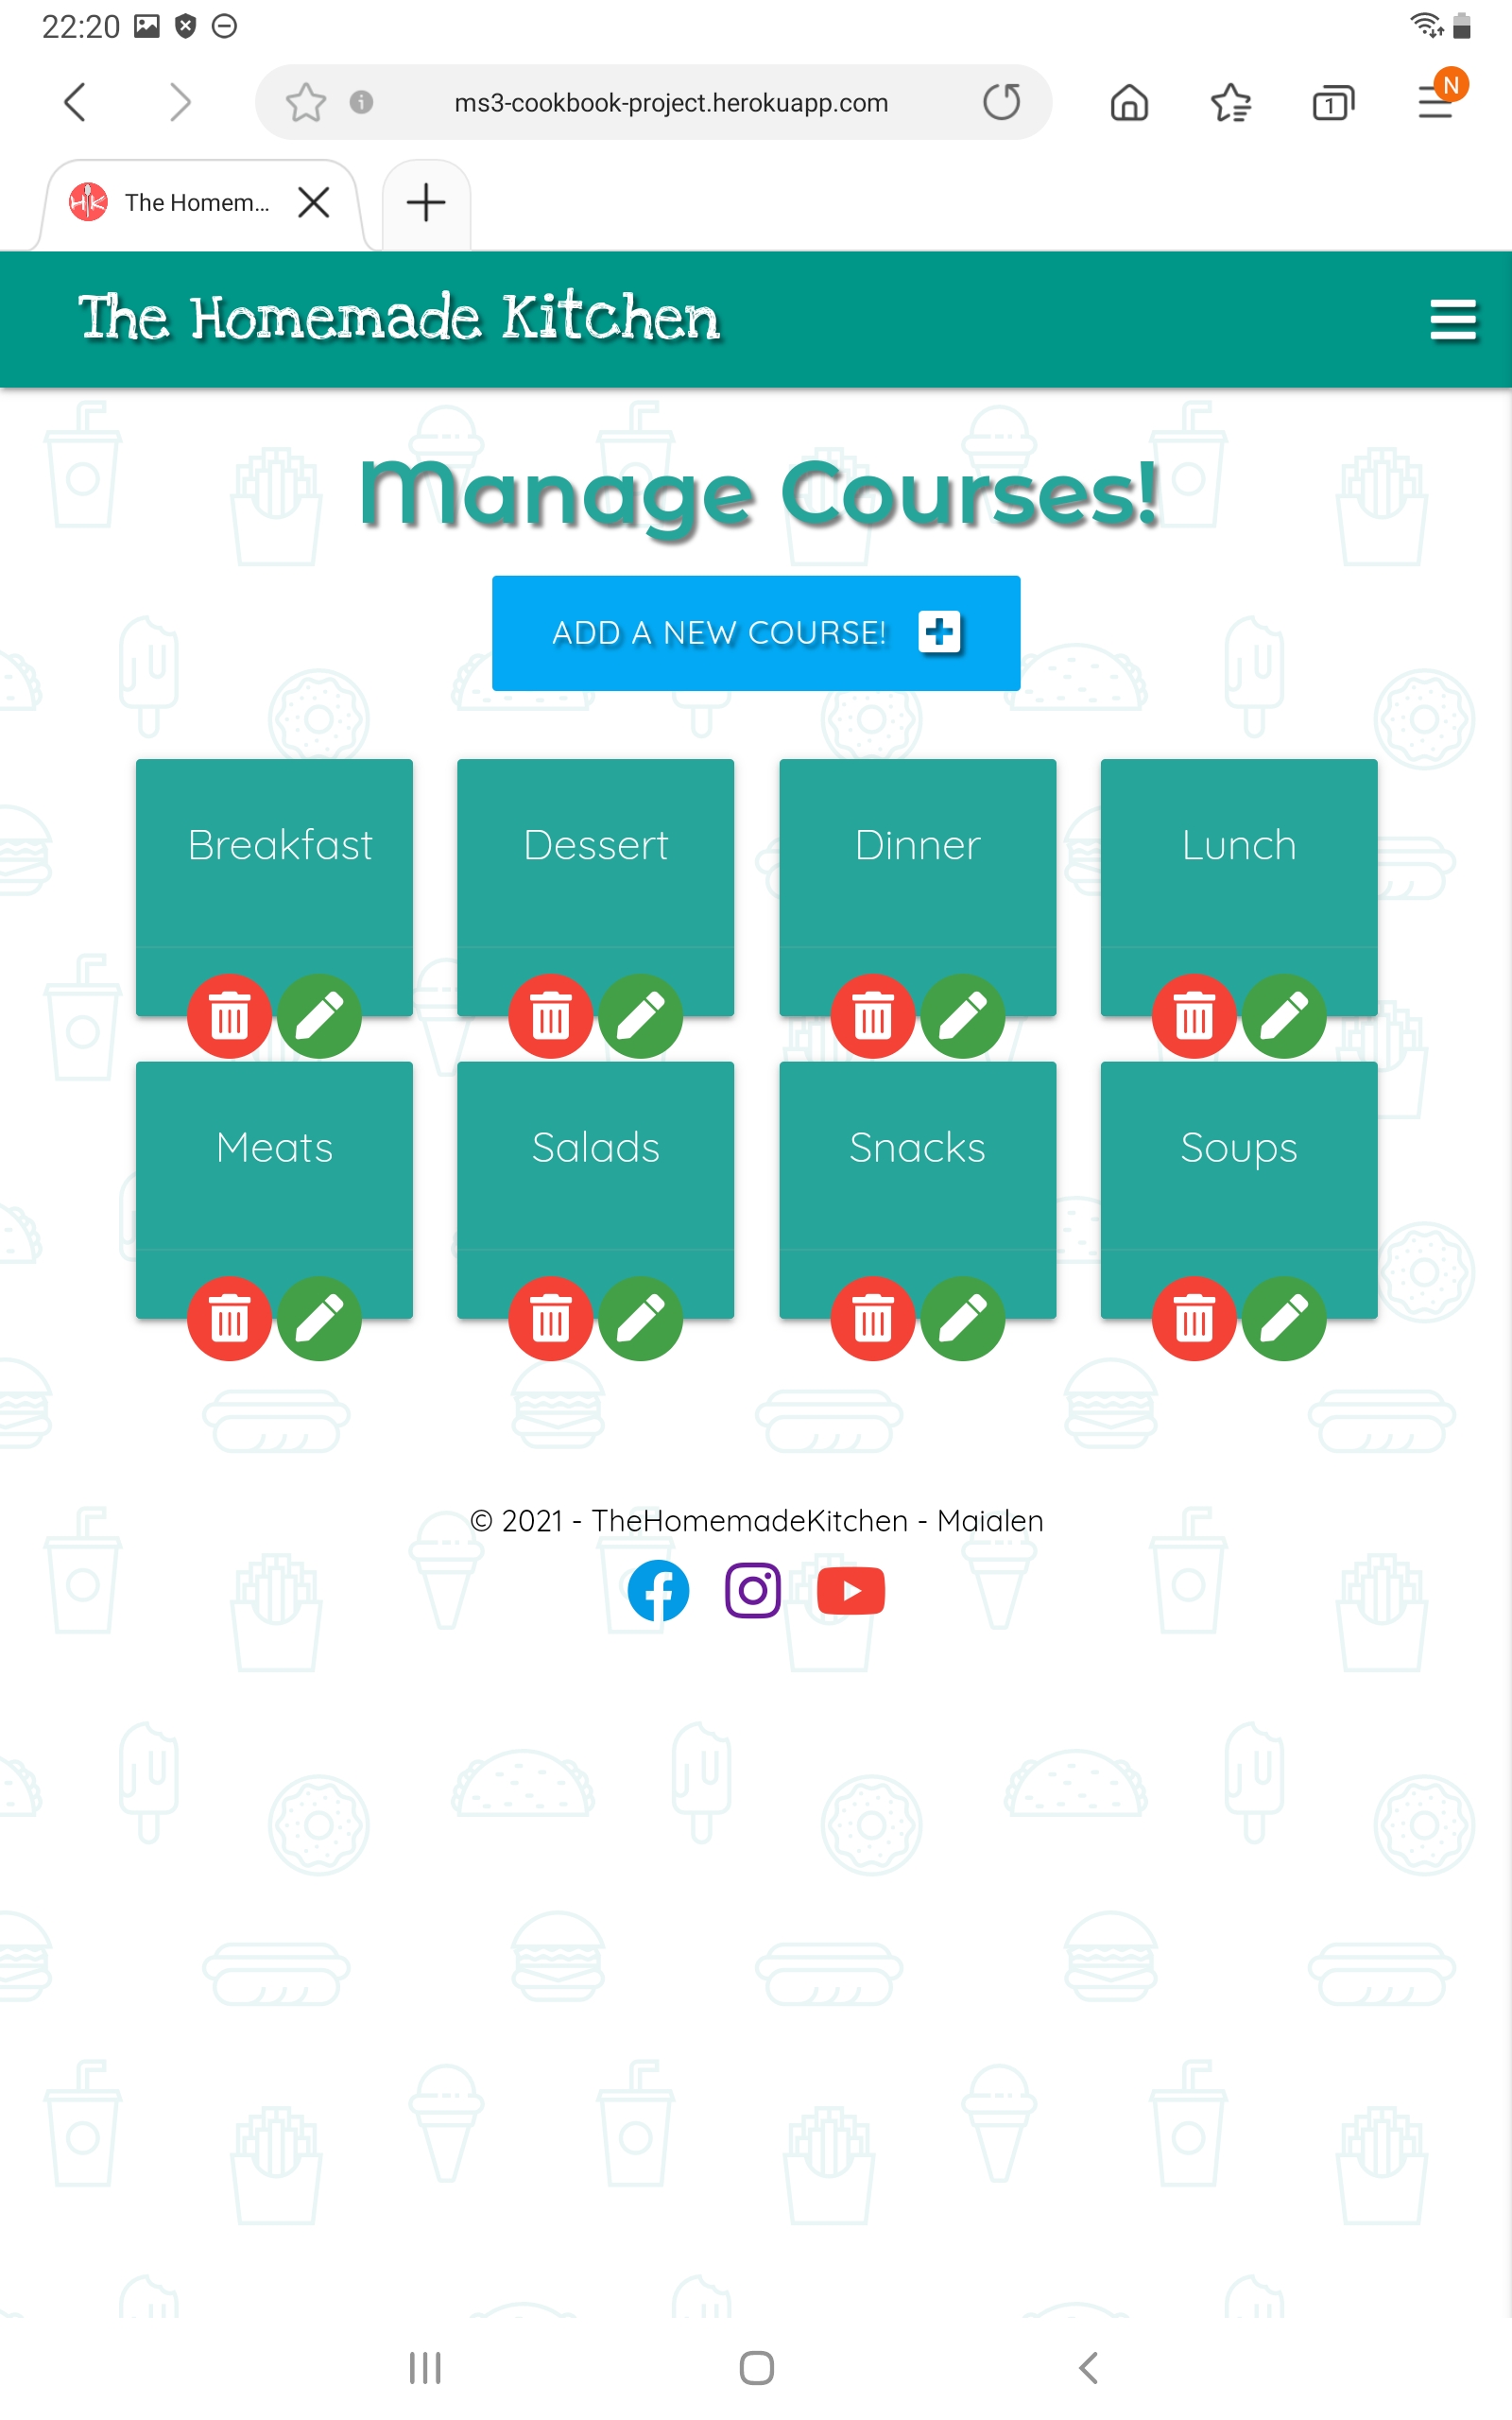 22:20
ms3-cookbook-project.herokuapp.com
1
N
HK
The Homem...
The Homemade Kitchen
Manage Courses!
ADD A NEW COURSE!
Breakfast
Dessert
Dinner
Lunch
Meats
Salads
Snacks
Soups
© 2021 - TheHomemadeKitchen - Maialen